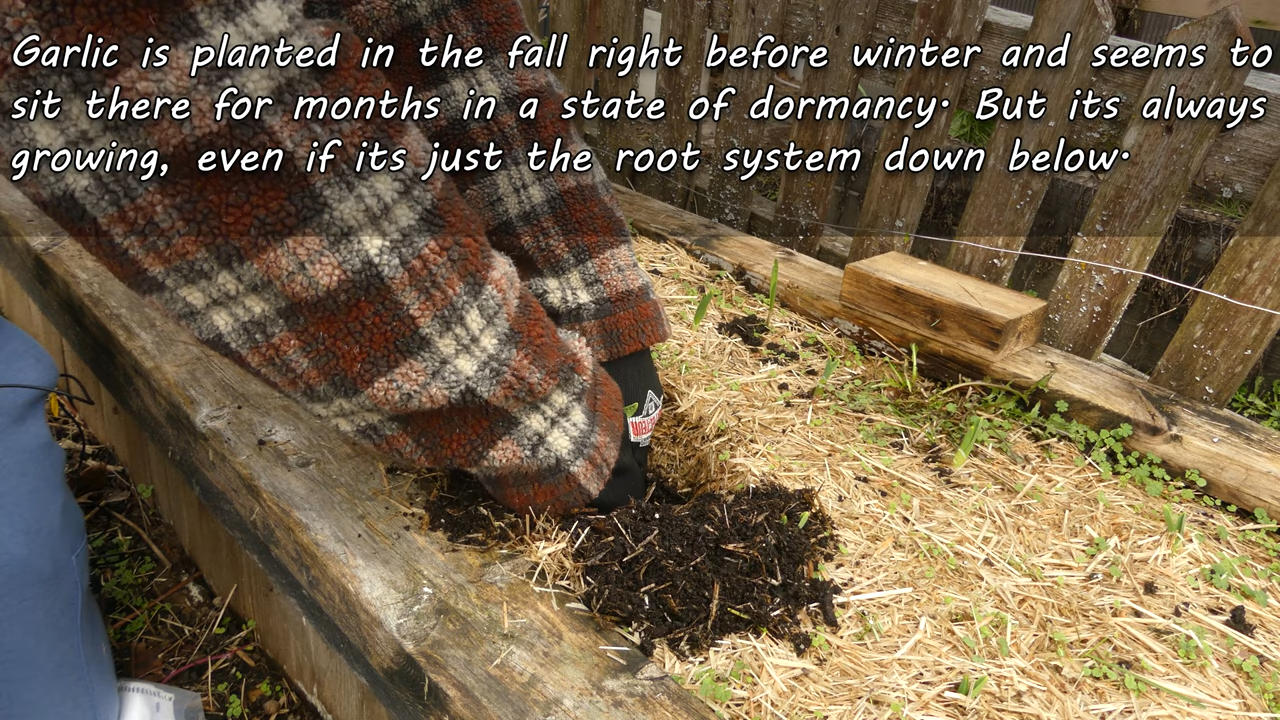 Garlic is planted in the fall right before winter and seems to
sit there for months in a state of dormancy. But its always
growing, even if its just the root system down below.